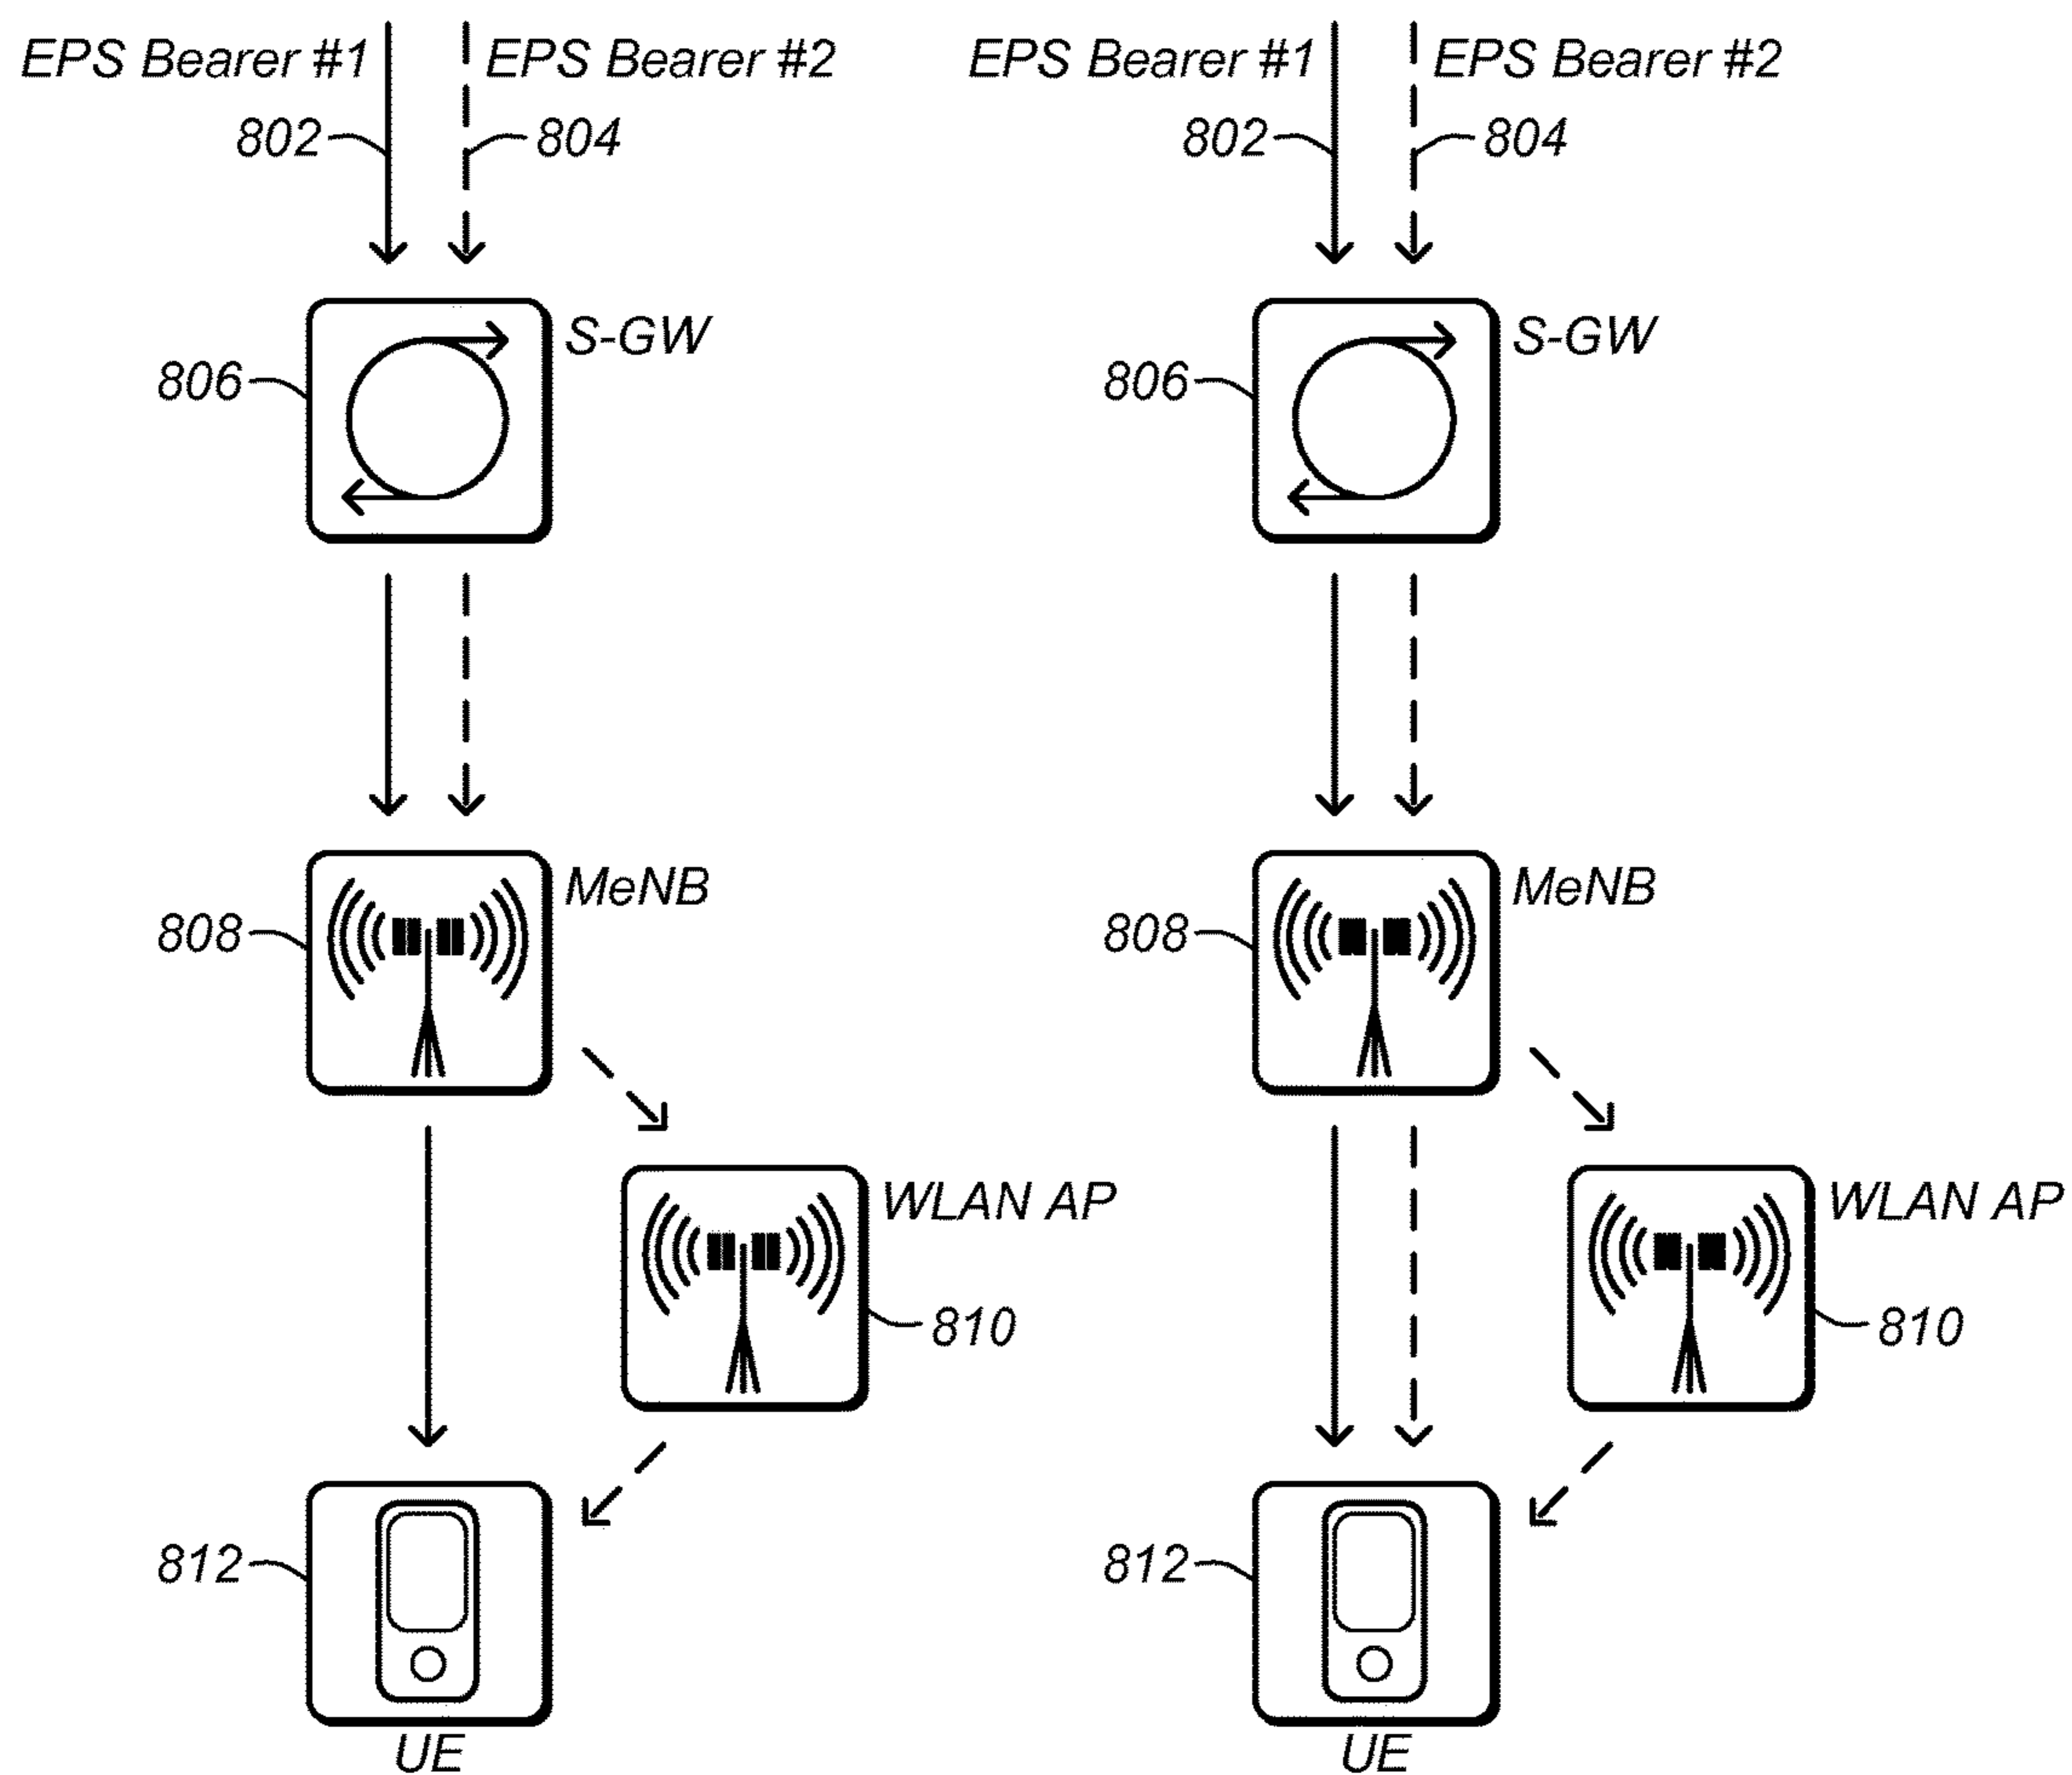 EPS Bearer #1 EPS Bearer #2 EPS Bearer #1 EPS Bearer #2
802 804 802 804
S-GW S-GW
806 806
MeNB MeNB
808 808
WLAN AP WLAN AP
810 810
812 812
UE UE